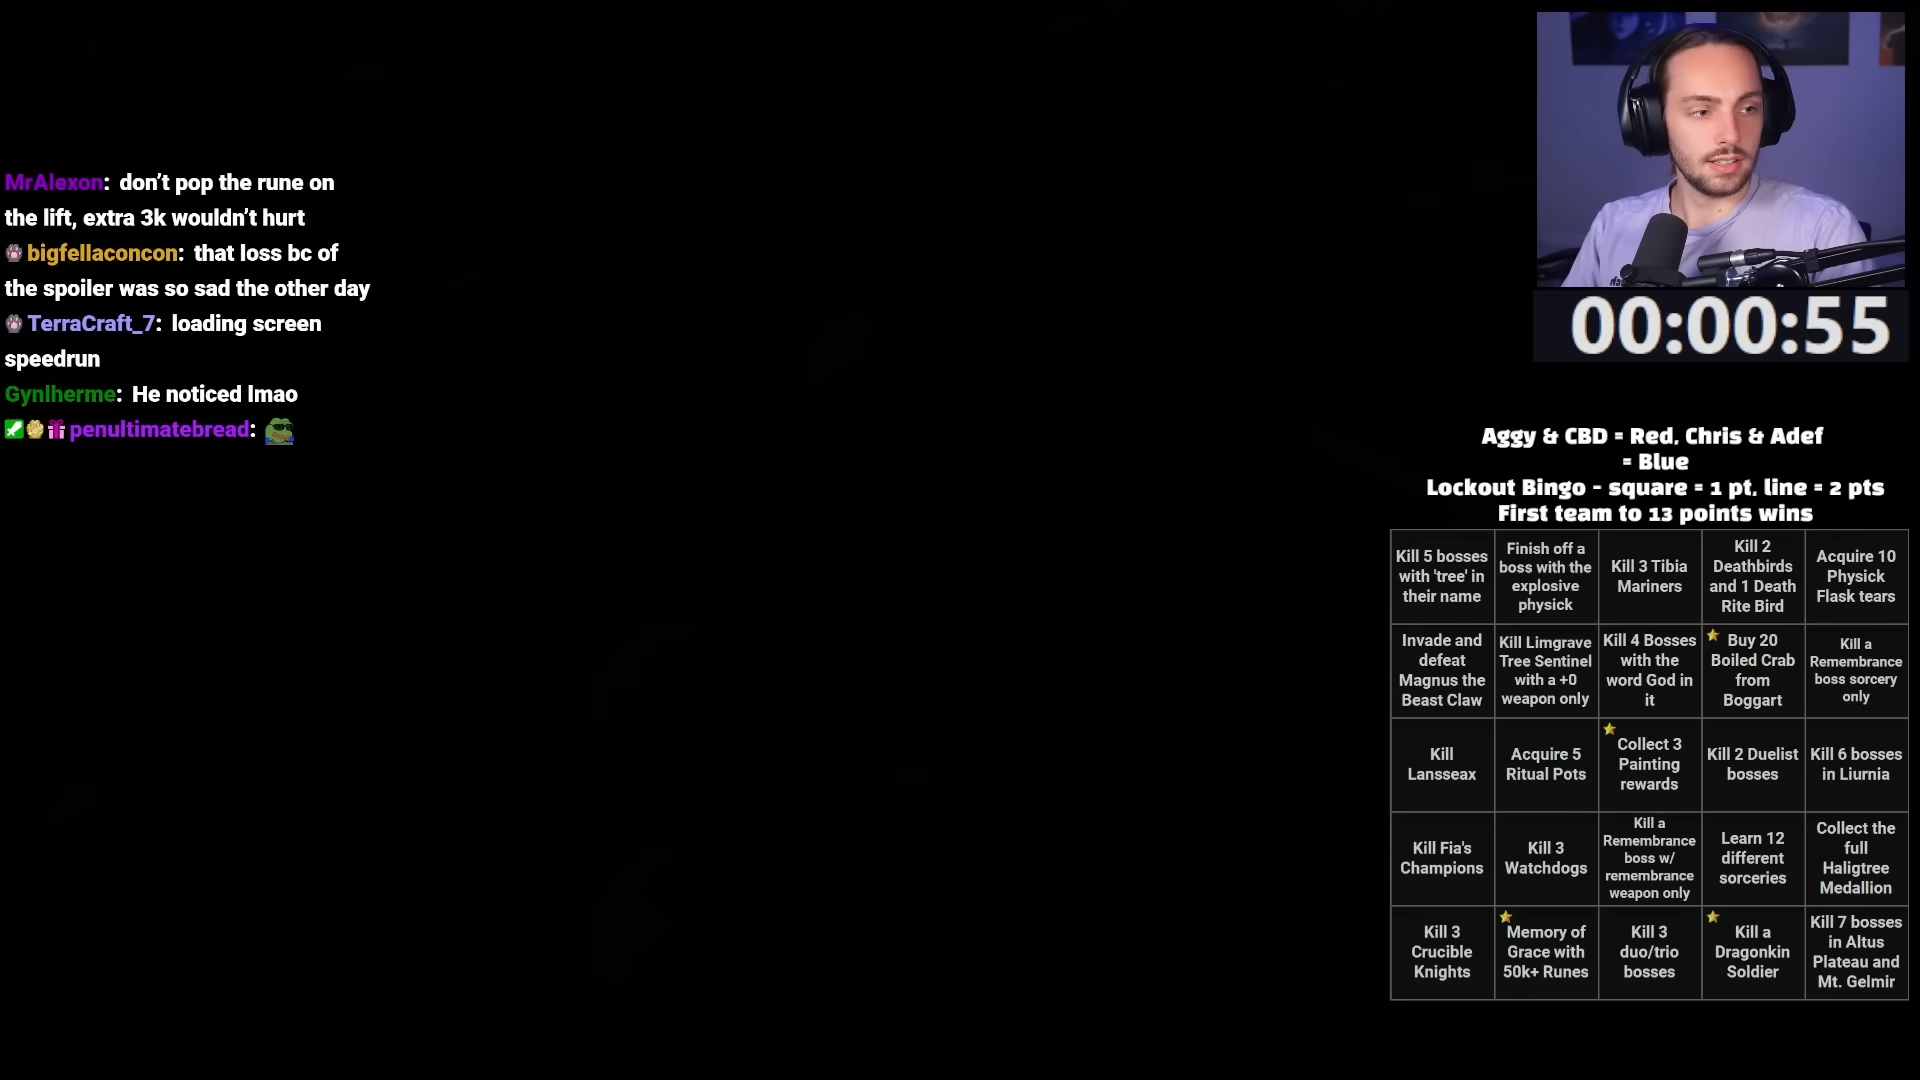 MrAlexon: don’t pop the rune on
the lift, extra 3k wouldn’t hurt
bigfellaconcon: that loss bc of
the spoiler was so sad the other day
TerraCraft_7: loading screen
speedrun
Gynlherme: He noticed lmao
penultimatebread:
00:00:55
Aggy & CBD = Red, Chris & Adef
= Blue
Lockout Bingo - square = 1 pt, line = 2 pts
First team to 13 points wins
Kill 5 bosses
with 'tree' in
their name
Finish off a
boss with the
explosive
physick
Kill 3 Tibia
Mariners
Kill 2
Deathbirds
and 1 Death
Rite Bird
Acquire 10
Physick
Flask tears
Invade and
defeat
Magnus the
Beast Claw
Kill Limgrave
Tree Sentinel
with a +0
weapon only
Kill 4 Bosses
with the
word God in
it
Buy 20
Boiled Crab
from
Boggart
Kill a
Remembrance
boss sorcery
only
Kill
Lansseax
Acquire 5
Ritual Pots
Collect 3
Painting
rewards
Kill 2 Duelist
bosses
Kill 6 bosses
in Liurnia
Kill Fia's
Champions
Kill 3
Watchdogs
Kill a
Remembrance
boss w/
remembrance
weapon only
Learn 12
different
sorceries
Collect the
full
Haligtree
Medallion
Kill 3
Crucible
Knights
Memory of
Grace with
50k+ Runes
Kill 3
duo/trio
bosses
Kill a
Dragonkin
Soldier
Kill 7 bosses
in Altus
Plateau and
Mt. Gelmir